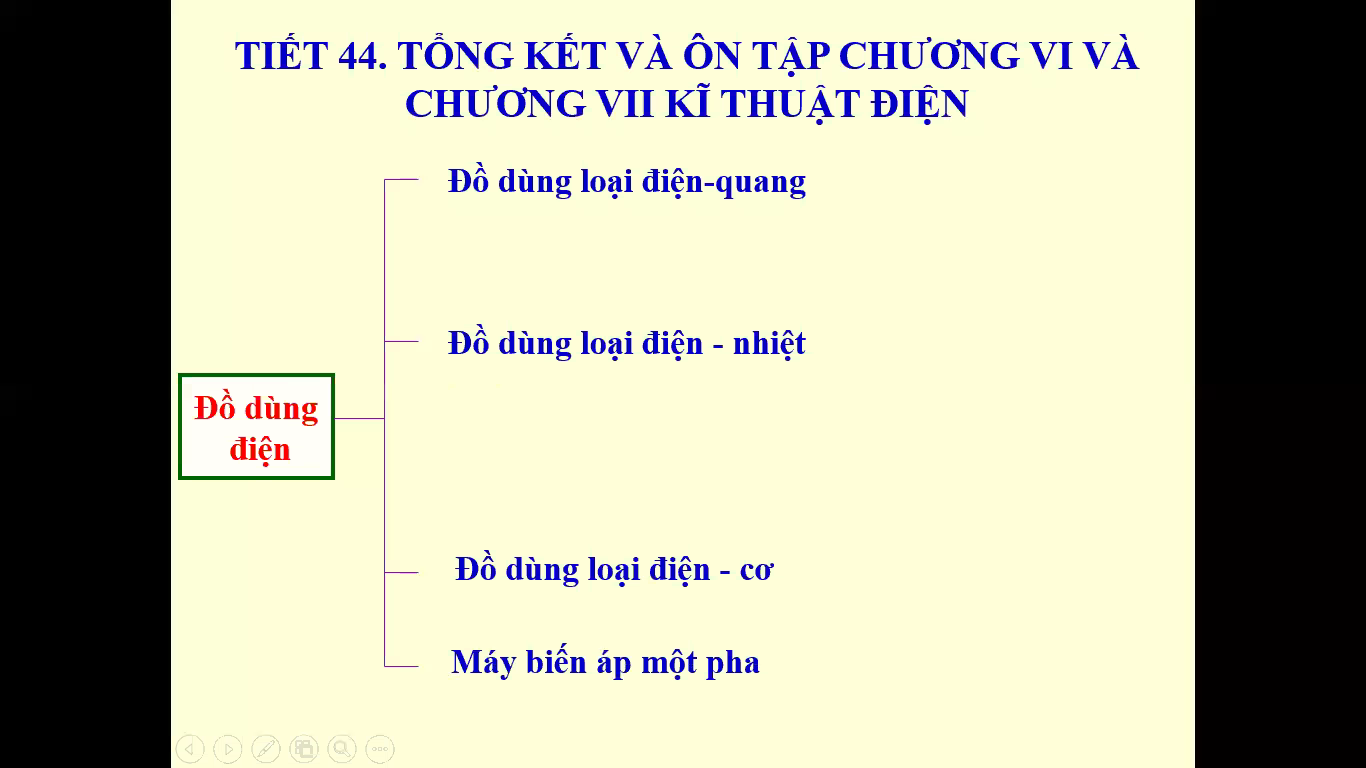 TIẾT 44. TỔNG KẾT VÀ ÔN TẬP CHƯƠNG VI VÀ
CHƯƠNG VII KĨ THUẬT ĐIỆN
Đồ dùng loại điện-quang
Đồ dùng loại điện - nhiệt
Đồ dùng
điện
Đồ dùng loại điện - cơ
Máy biến áp một pha